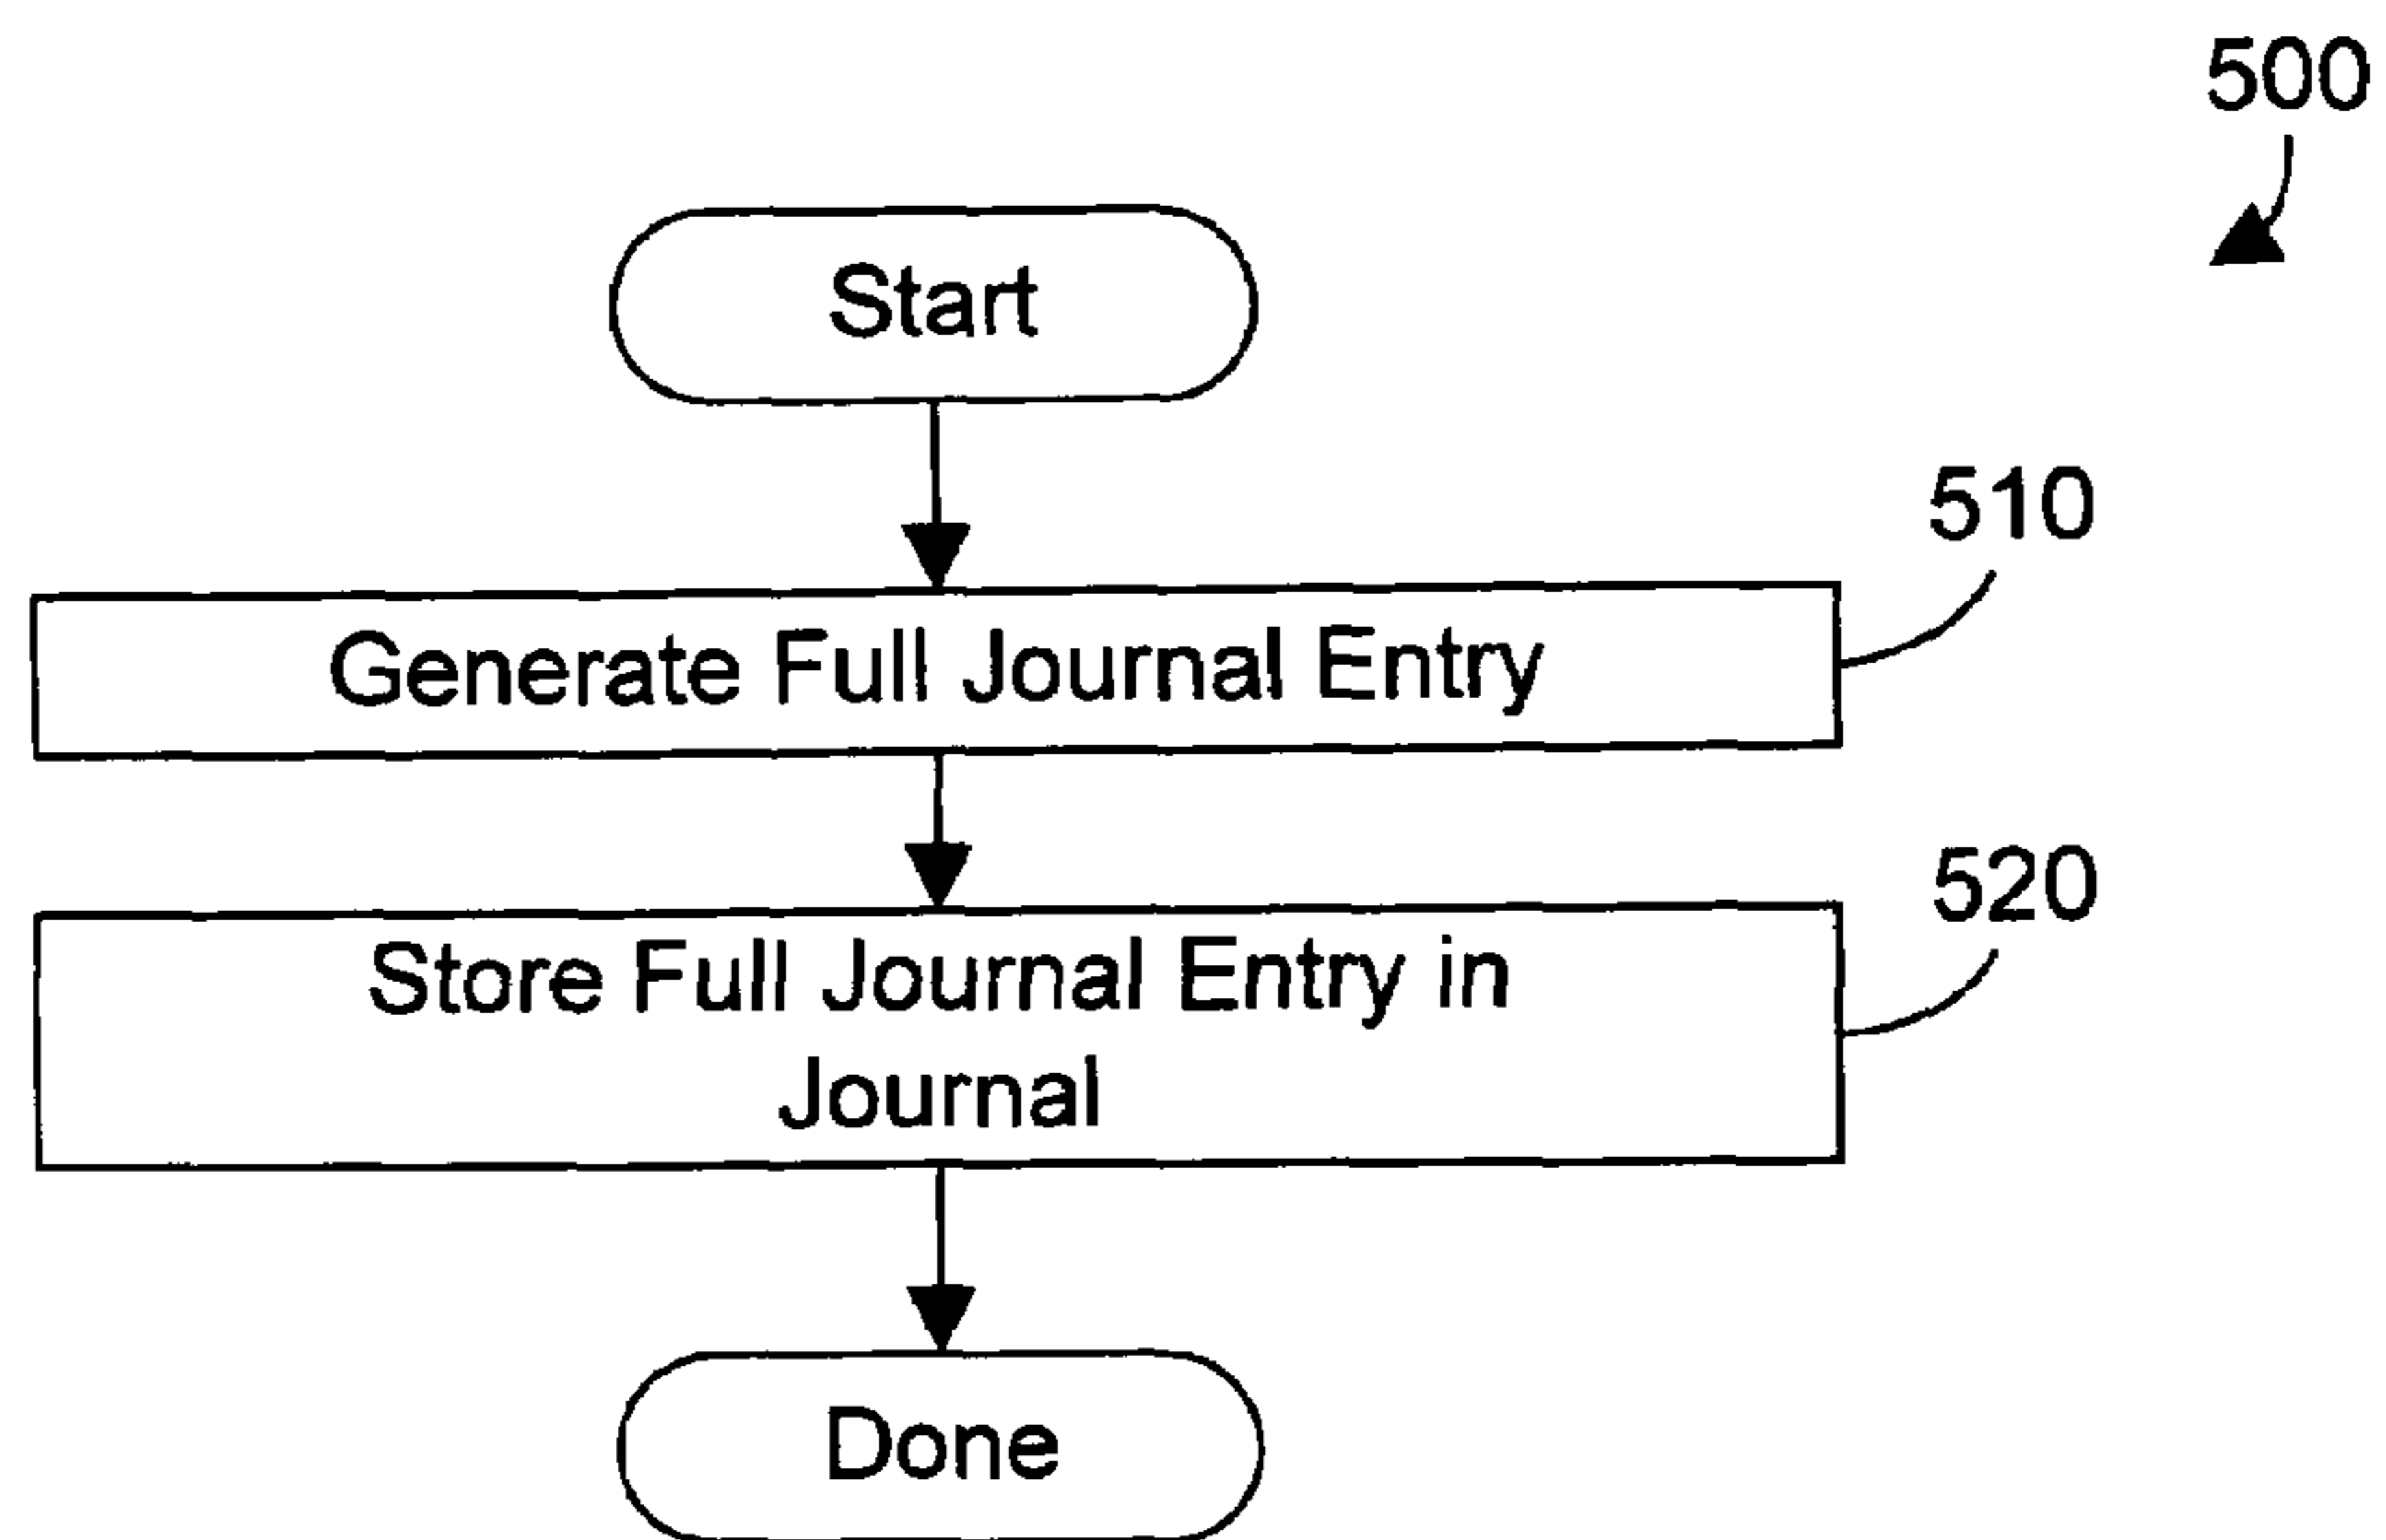 500
Start
510
Generate Full Journal Entry
520
Store Full Journal Entry in
Journal
Done